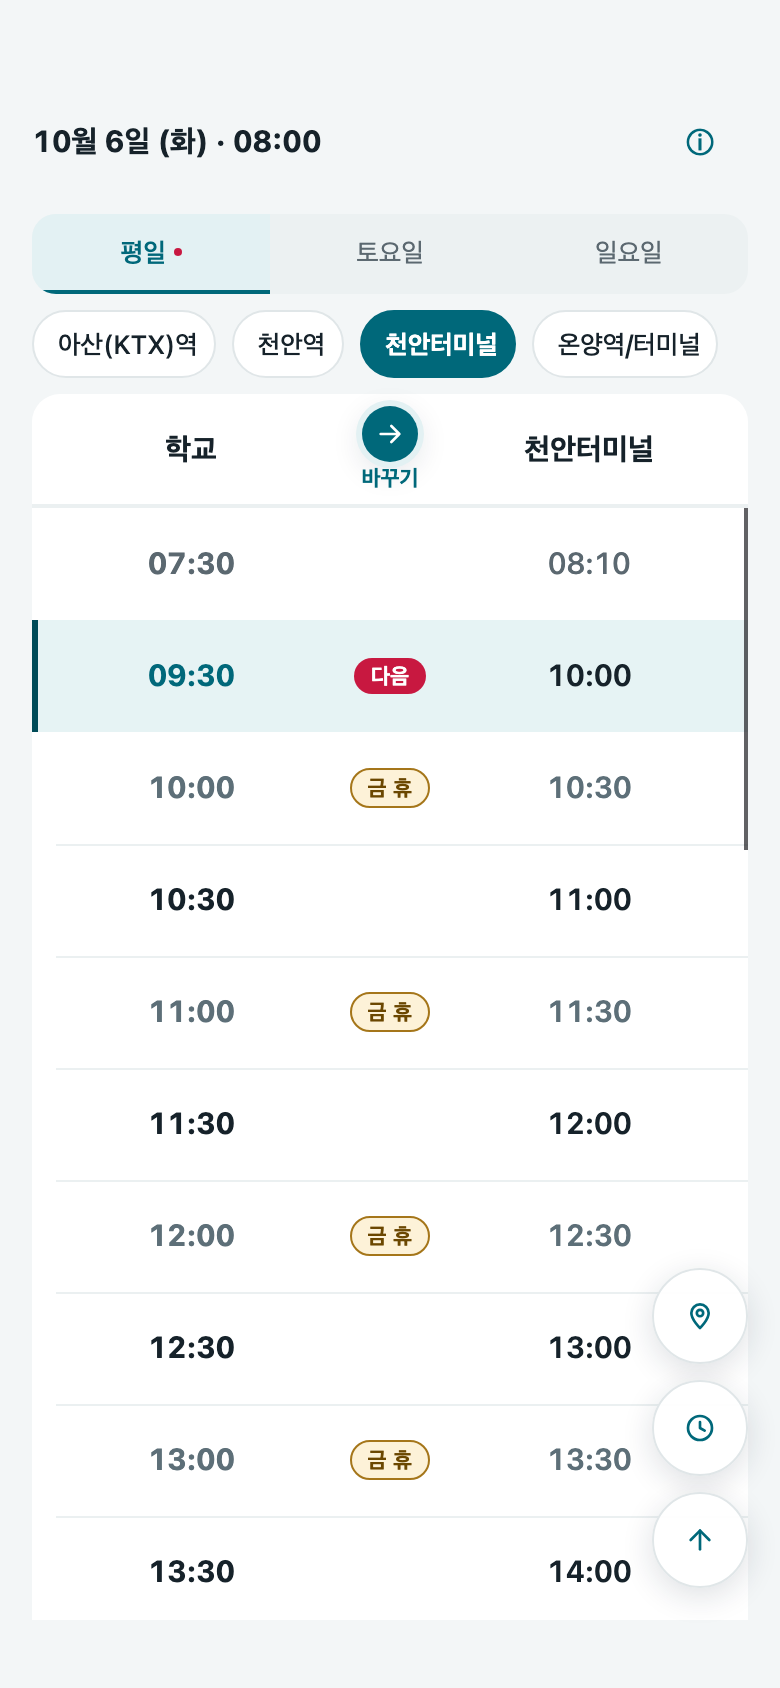 10월 6일 (화) · 08:00
평일 토요일 일요일
아산(KTX)역 천안역 천안터미널 온양역/터미널
학교 바꾸기 천안터미널
07:30 08:10
09:30 다음 10:00
10:00 금 휴 10:30
10:30 11:00
11:00 금 휴 11:30
11:30 12:00
12:00 금 휴 12:30
12:30 13:00
13:00 금 휴 13:30
13:30 14:00